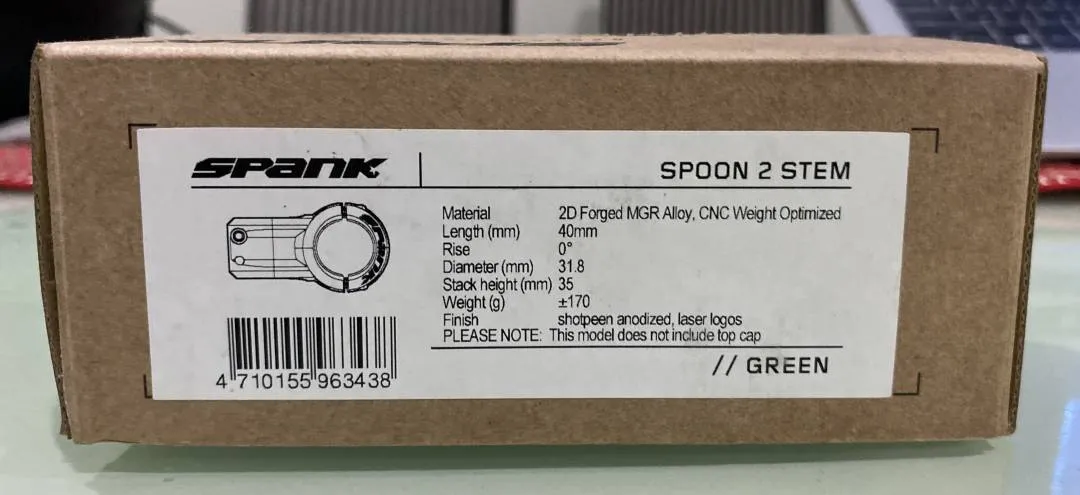 SPANK
SPOON 2 STEM
Material 2D Forged MGR Alloy, CNC Weight Optimized
Length (mm) 40mm
Rise 0°
Diameter (mm) 31.8
Stack height (mm) 35
Weight (g) ±170
Finish shotpeen anodized, laser logos
PLEASE NOTE: This model does not include top cap
// GREEN
4 710155 963438